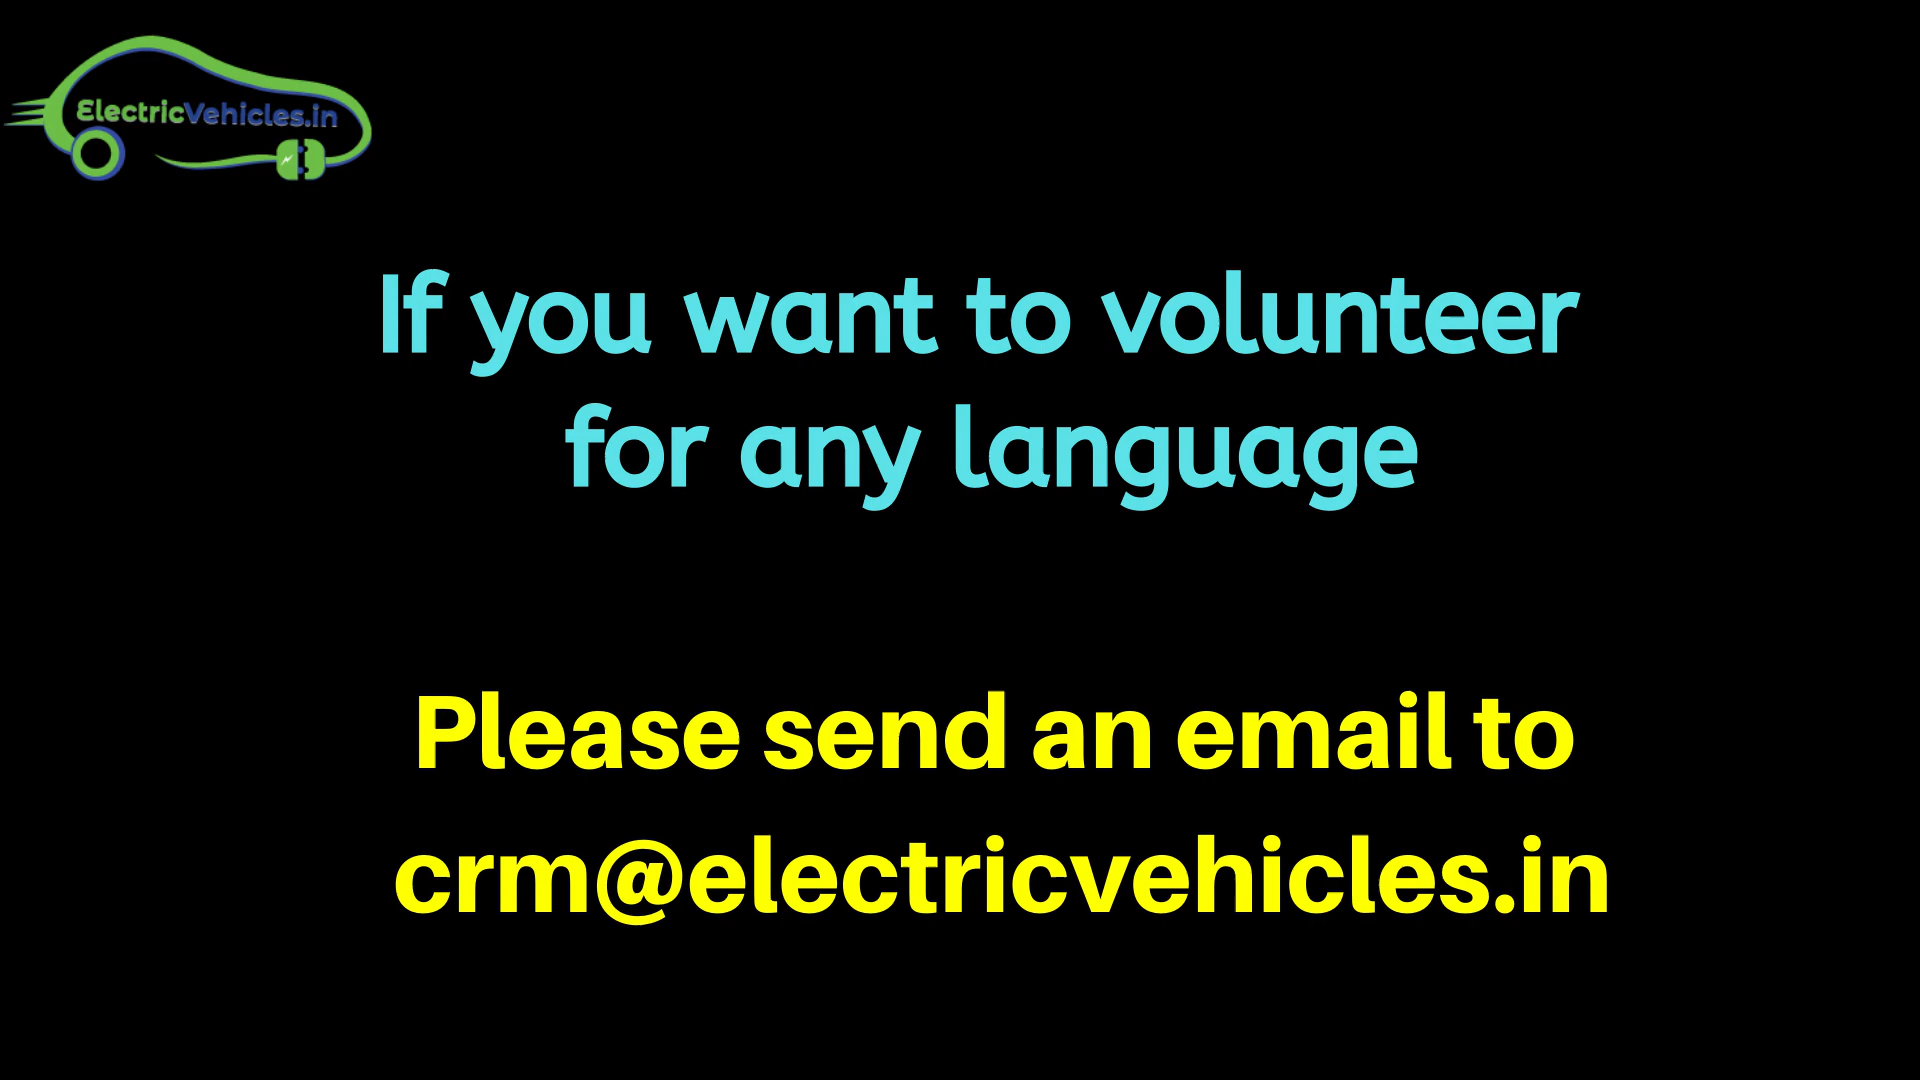 ElectricVehicles.in
If you want to volunteer
for any language
Please send an email to
crm@electricvehicles.in